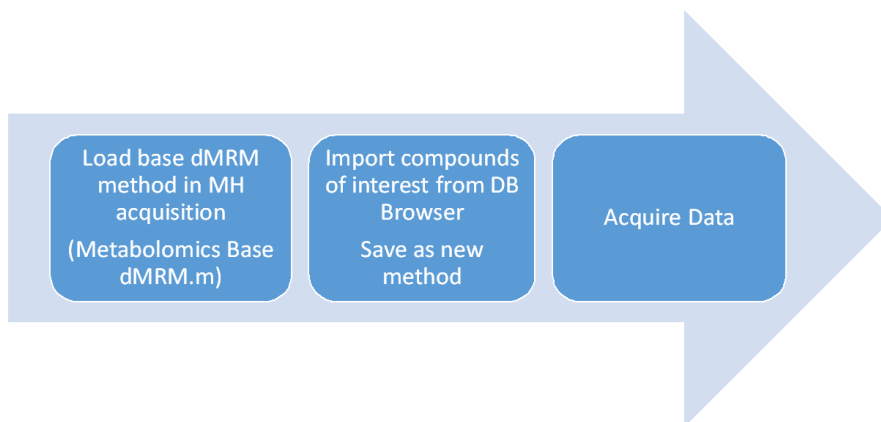 Load base dMRM
method in MH
acquisition
(Metabolomics Base
dMRM.m)
Import compounds
of interest from DB
Browser
Save as new
method
Acquire Data